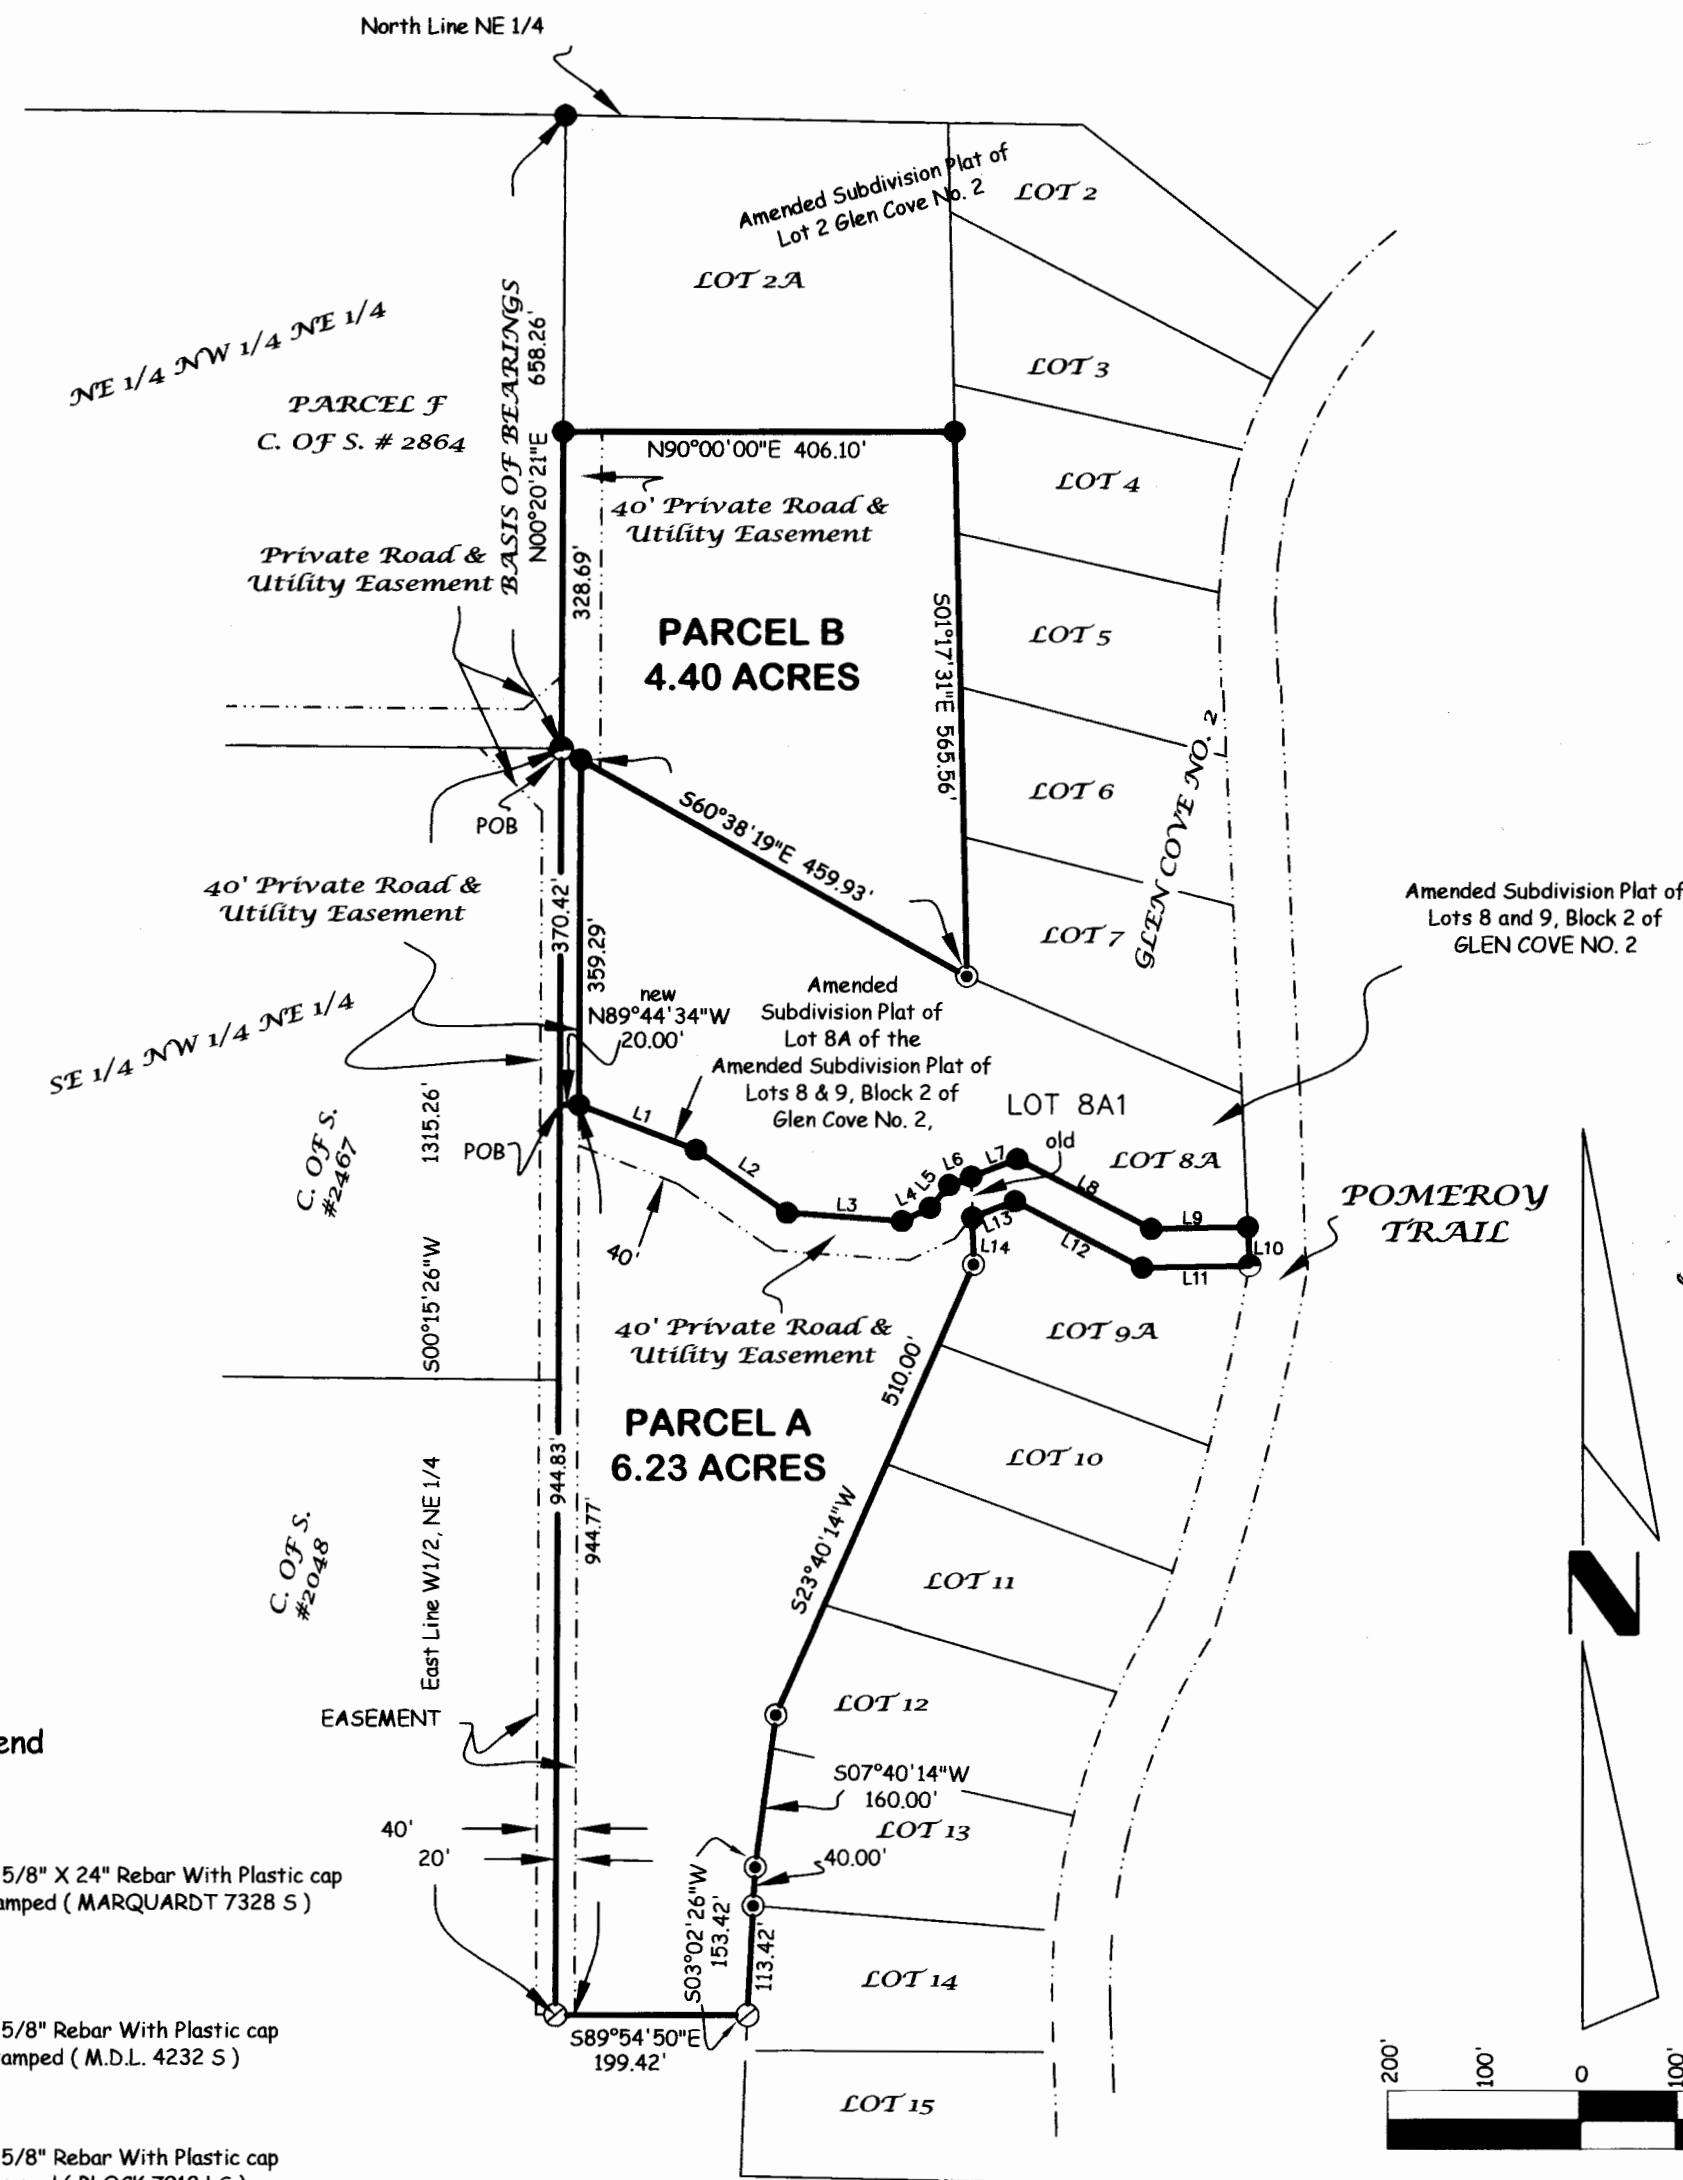 North Line NE 1/4
Amended Subdivision Plat of
Lot 2 Glen Cove No. 2
LOT 2
LOT 2A
NE 1/4 NW 1/4 NE 1/4
BASIS OF BEARINGS
N00°20'21"E 658.26'
LOT 3
PARCEL F
C. OF S. # 2864
N90°00'00"E 406.10'
LOT 4
40' Private Road &
Utility Easement
Private Road &
Utility Easement
328.69'
PARCEL B
4.40 ACRES
S01°17'31"E 565.56'
LOT 5
GLEN COVE NO. 2
LOT 6
POB
S60°38'19"E 459.93'
40' Private Road &
Utility Easement
370.42'
359.29'
LOT 7
Amended Subdivision Plat of
Lots 8 and 9, Block 2 of
GLEN COVE NO. 2
SE 1/4 NW 1/4 NE 1/4
new
N89°44'34"W
20.00'
Amended
Subdivision Plat of
Lot 8A of the
Amended Subdivision Plat of
Lots 8 & 9, Block 2 of
Glen Cove No. 2,
C. OF S.
#2467
S00°15'26"W 1315.26'
POB
LOT 8A1
old
LOT 8A
L1
L2
L3
L4
L5
L6
L7
L8
L9
L10
L11
L12
L13
L14
POMEROY
TRAIL
40'
40' Private Road &
Utility Easement
LOT 9A
510.00'
S23°40'14"W
PARCEL A
6.23 ACRES
LOT 10
944.83'
944.77'
East Line W1/2, NE 1/4
C. OF S.
#2048
LOT 11
N
EASEMENT
LOT 12
end
S07°40'14"W
160.00'
LOT 13
40'
20'
40.00'
5/8" X 24" Rebar With Plastic cap
amped ( MARQUARDT 7328 S )
S03°02'26"W
153.42'
113.42'
LOT 14
5/8" Rebar With Plastic cap
amped ( M.D.L. 4232 S )
S89°54'50"E
199.42'
200'
100'
0
100'
LOT 15
5/8" Rebar With Plastic cap